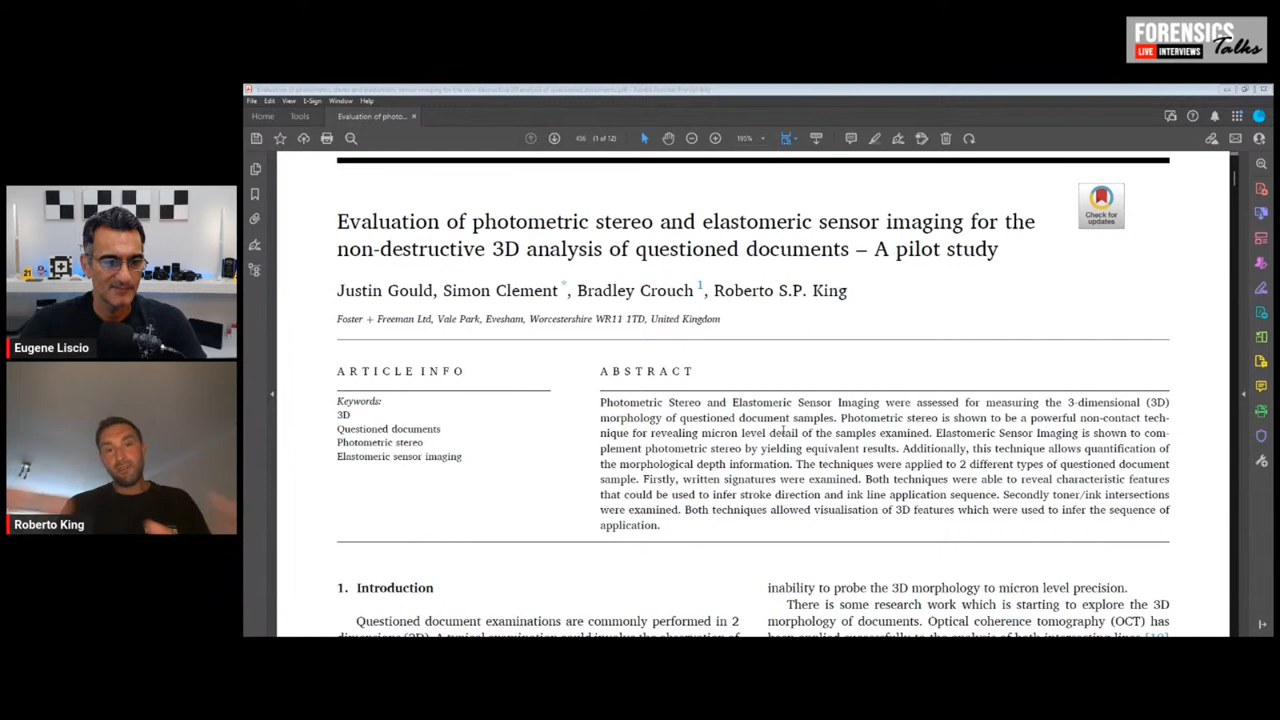 FORENSICS
LIVE INTERVIEWS Talks
File Edit View E-Sign Window Help
Home Tools Evaluation of photo... ×
456 (1 of 12) 195%
Check for
updates
Evaluation of photometric stereo and elastomeric sensor imaging for the
non-destructive 3D analysis of questioned documents – A pilot study
Justin Gould, Simon Clement *, Bradley Crouch 1, Roberto S.P. King
Foster + Freeman Ltd, Vale Park, Evesham, Worcestershire WR11 1TD, United Kingdom
ARTICLE INFO
Keywords:
3D
Questioned documents
Photometric stereo
Elastomeric sensor imaging
ABSTRACT
Photometric Stereo and Elastomeric Sensor Imaging were assessed for measuring the 3-dimensional (3D)
morphology of questioned document samples. Photometric stereo is shown to be a powerful non-contact tech-
nique for revealing micron level detail of the samples examined. Elastomeric Sensor Imaging is shown to com-
plement photometric stereo by yielding equivalent results. Additionally, this technique allows quantification of
the morphological depth information. The techniques were applied to 2 different types of questioned document
sample. Firstly, written signatures were examined. Both techniques were able to reveal characteristic features
that could be used to infer stroke direction and ink line application sequence. Secondly toner/ink intersections
were examined. Both techniques allowed visualisation of 3D features which were used to infer the sequence of
application.
1. Introduction
Questioned document examinations are commonly performed in 2
inability to probe the 3D morphology to micron level precision.
There is some research work which is starting to explore the 3D
morphology of documents. Optical coherence tomography (OCT) has
21
Eugene Liscio
Roberto King